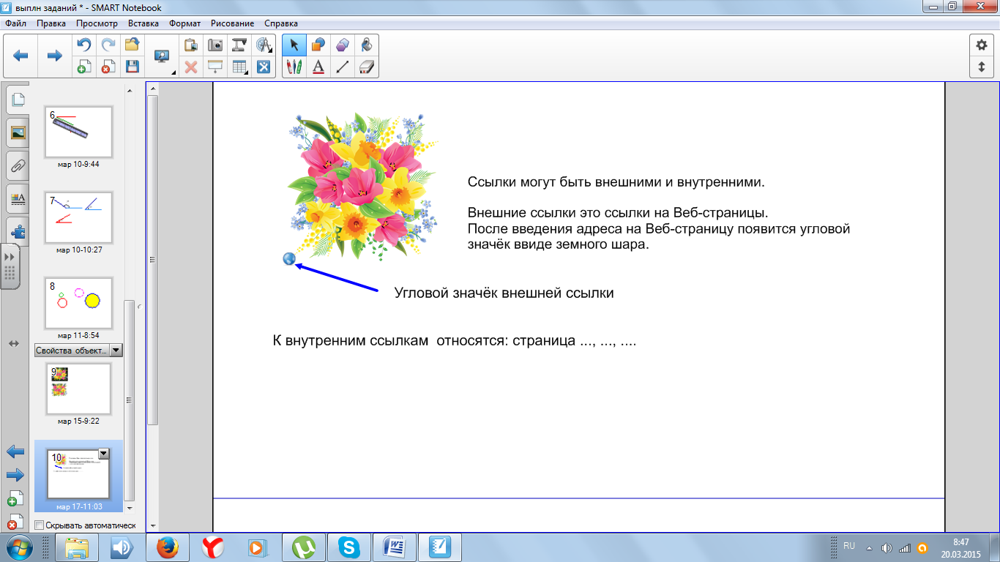 выплн заданий * - SMART Notebook
Файл Правка Просмотр Вставка Формат Рисование Справка
6
мар 10-9:44
7
мар 10-10:27
8
мар 11-8:54
Свойства объект...
9
мар 15-9:22
10
мар 17-11:03
Скрывать автоматическ
Ссылки могут быть внешними и внутренними.
Внешние ссылки это ссылки на Веб-страницы.
После введения адреса на Веб-страницу появится угловой
значёк ввиде земного шара.
Угловой значёк внешней ссылки
К внутренним ссылкам  относятся: страница ..., ..., ....
RU
8:47
20.03.2015